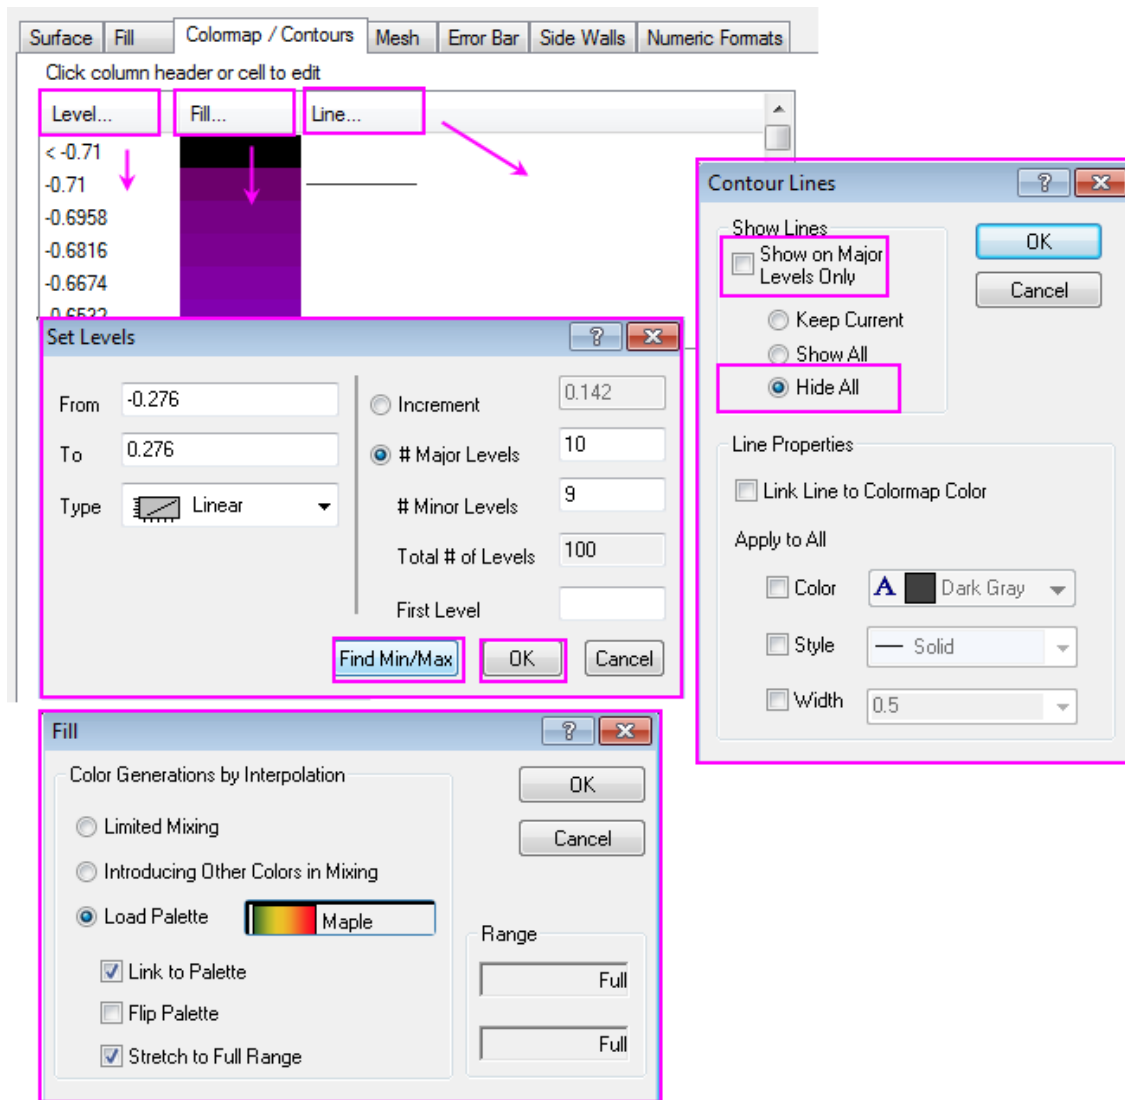 Surface Fill Colormap / Contours Mesh Error Bar Side Walls Numeric Formats
Click column header or cell to edit
Level... Fill... Line...
< -0.71
-0.71
-0.6958
-0.6816
-0.6674
-0.6532
Set Levels
From -0.276
To 0.276
Type Linear
Increment 0.142
# Major Levels 10
# Minor Levels 9
Total # of Levels 100
First Level
Find Min/Max OK Cancel
Contour Lines
Show Lines
Show on Major
Levels Only
Keep Current
Show All
Hide All
OK
Cancel
Line Properties
Link Line to Colormap Color
Apply to All
Color A Dark Gray
Style Solid
Width 0.5
Fill
Color Generations by Interpolation
Limited Mixing
Introducing Other Colors in Mixing
Load Palette Maple
Link to Palette
Flip Palette
Stretch to Full Range
OK
Cancel
Range
Full
Full